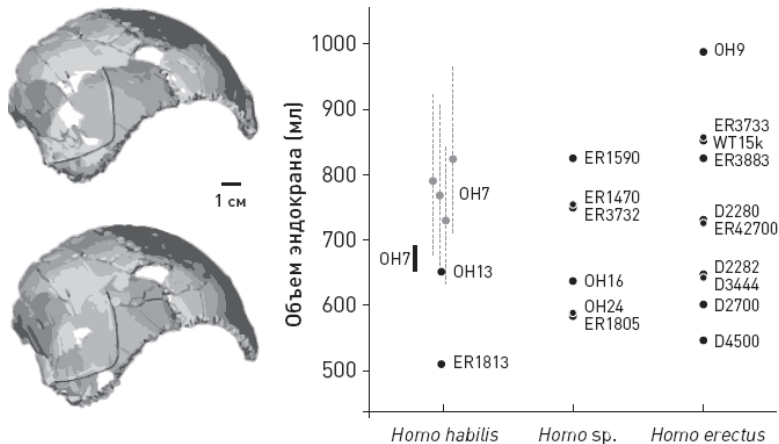 1 см
Объем эндокрана (мл)
1000
900
800
700
600
500
OH7
OH7
OH13
ER1813
ER1590
ER1470
ER3732
OH16
OH24
ER1805
OH9
ER3733
WT15k
ER3883
D2280
ER42700
D2282
D3444
D2700
D4500
Homo habilis
Homo sp.
Homo erectus